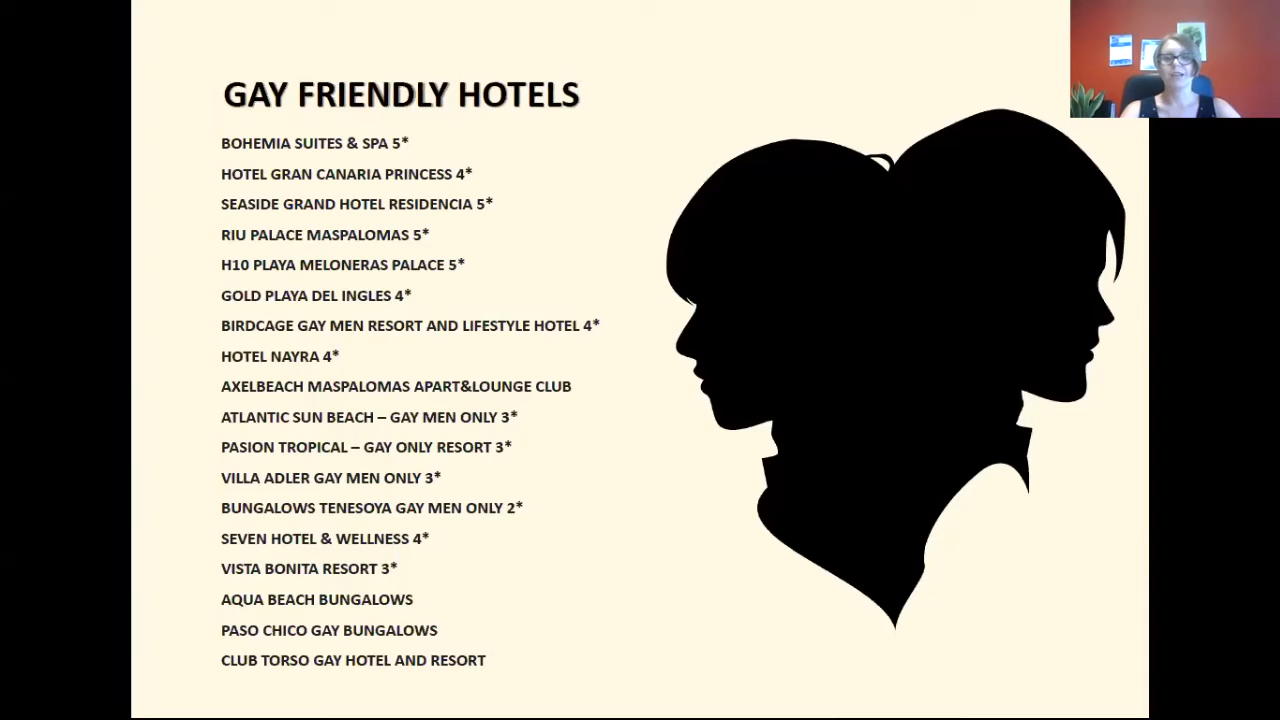 GAY FRIENDLY HOTELS
BOHEMIA SUITES & SPA 5*
HOTEL GRAN CANARIA PRINCESS 4*
SEASIDE GRAND HOTEL RESIDENCIA 5*
RIU PALACE MASPALOMAS 5*
H10 PLAYA MELONERAS PALACE 5*
GOLD PLAYA DEL INGLES 4*
BIRDCAGE GAY MEN RESORT AND LIFESTYLE HOTEL 4*
HOTEL NAYRA 4*
AXELBEACH MASPALOMAS APART&LOUNGE CLUB
ATLANTIC SUN BEACH – GAY MEN ONLY 3*
PASION TROPICAL – GAY ONLY RESORT 3*
VILLA ADLER GAY MEN ONLY 3*
BUNGALOWS TENESOYA GAY MEN ONLY 2*
SEVEN HOTEL & WELLNESS 4*
VISTA BONITA RESORT 3*
AQUA BEACH BUNGALOWS
PASO CHICO GAY BUNGALOWS
CLUB TORSO GAY HOTEL AND RESORT